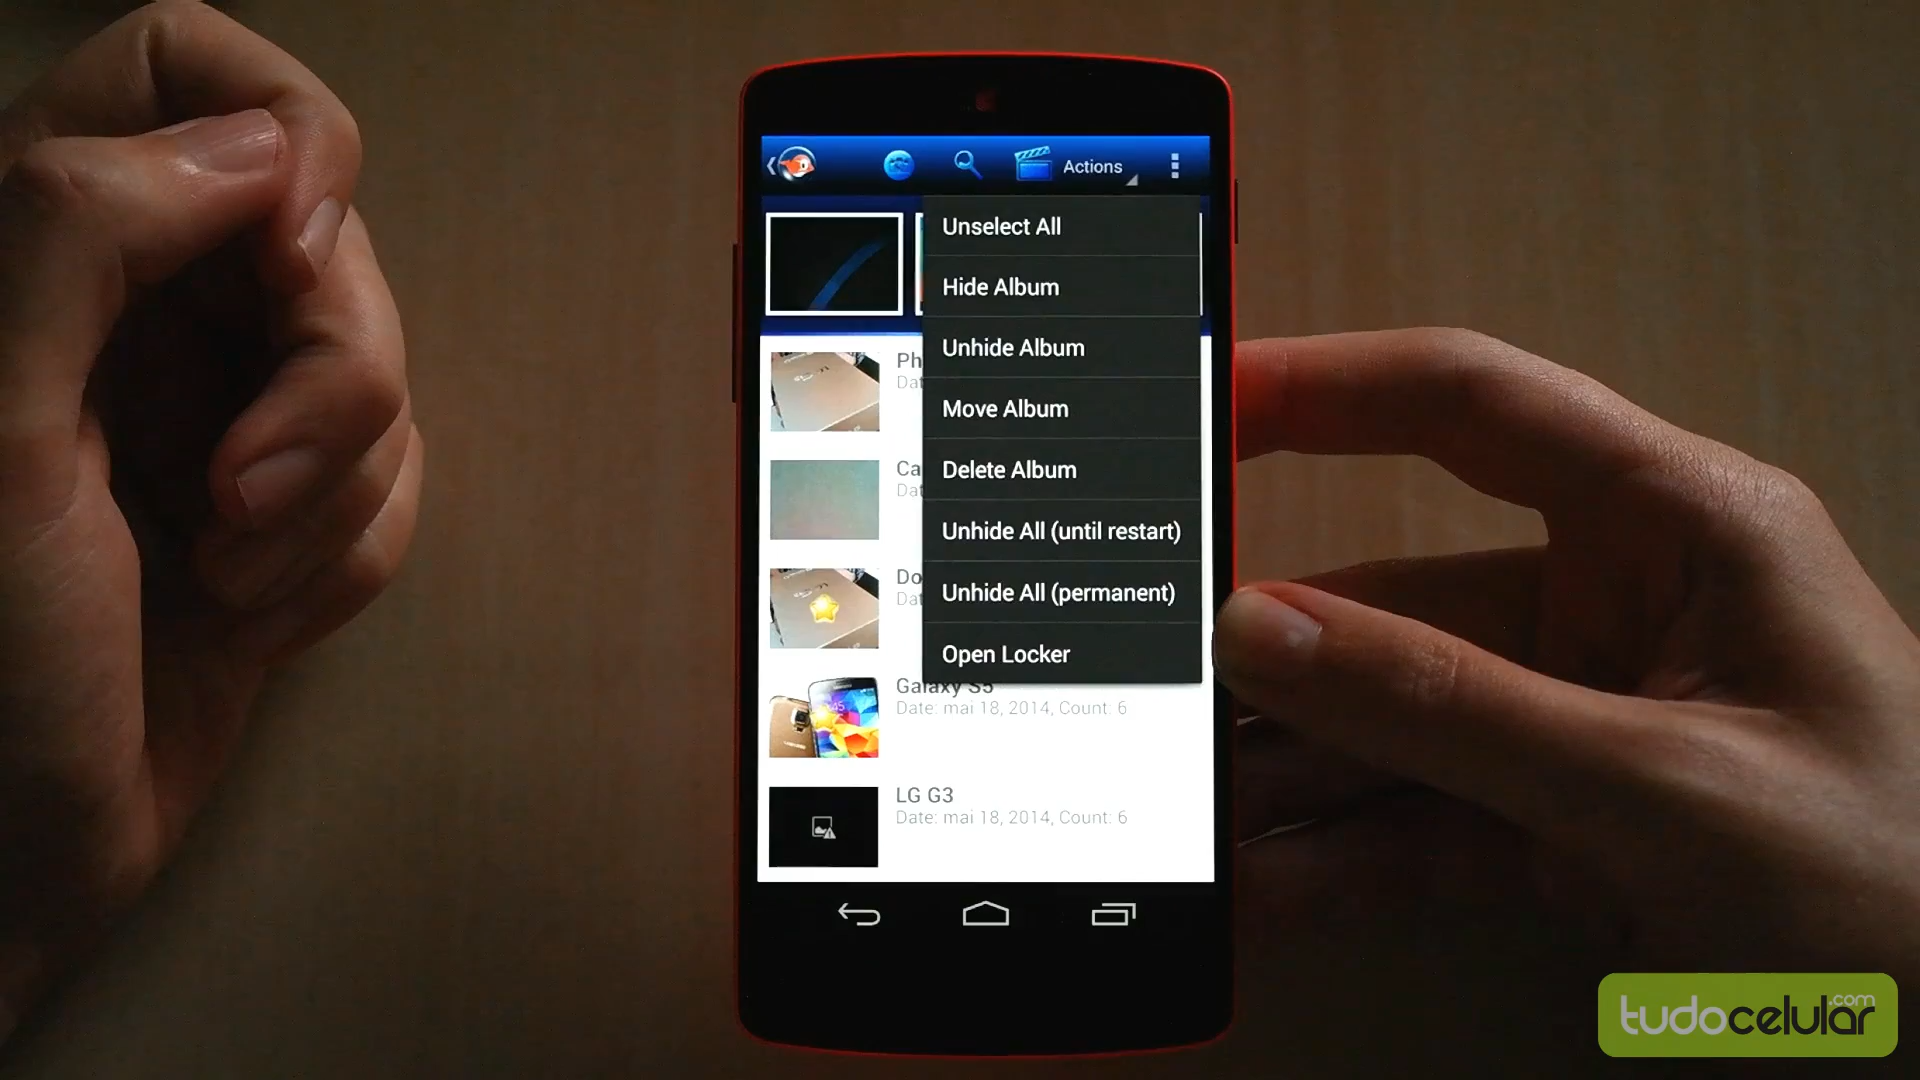 Actions
Unselect All
Hide Album
Unhide Album
Move Album
Delete Album
Unhide All (until restart)
Unhide All (permanent)
Open Locker
Ph
Dat
Ca
Dat
Do
Dat
Galaxy S5
Date: mai 18, 2014, Count: 6
LG G3
Date: mai 18, 2014, Count: 6
tudocelular.com